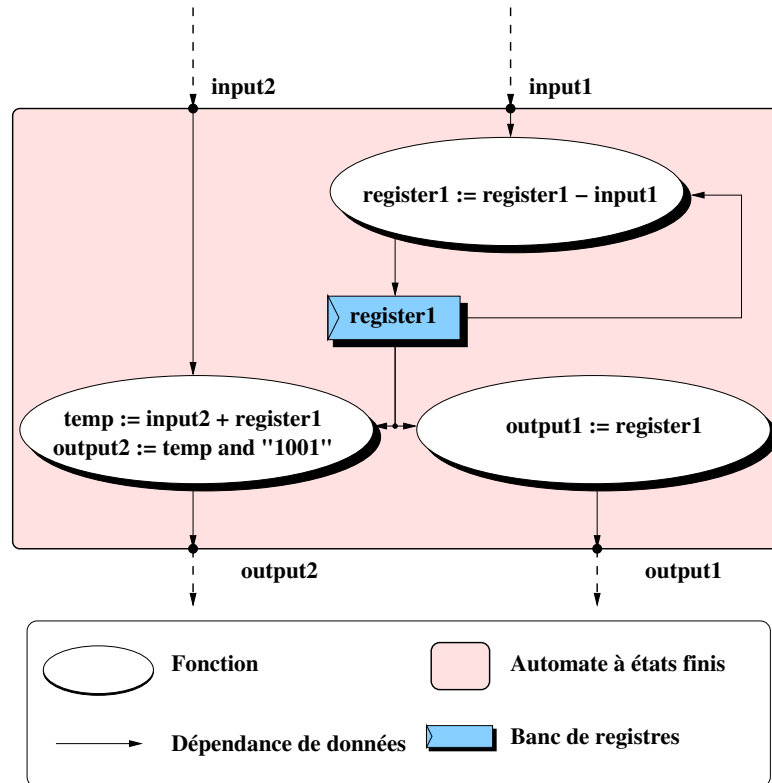 input2
input1
register1 := register1 − input1
register1
temp := input2 + register1
output2 := temp and "1001"
output1 := register1
output2
output1
Fonction
Automate à états finis
Dépendance de données
Banc de registres